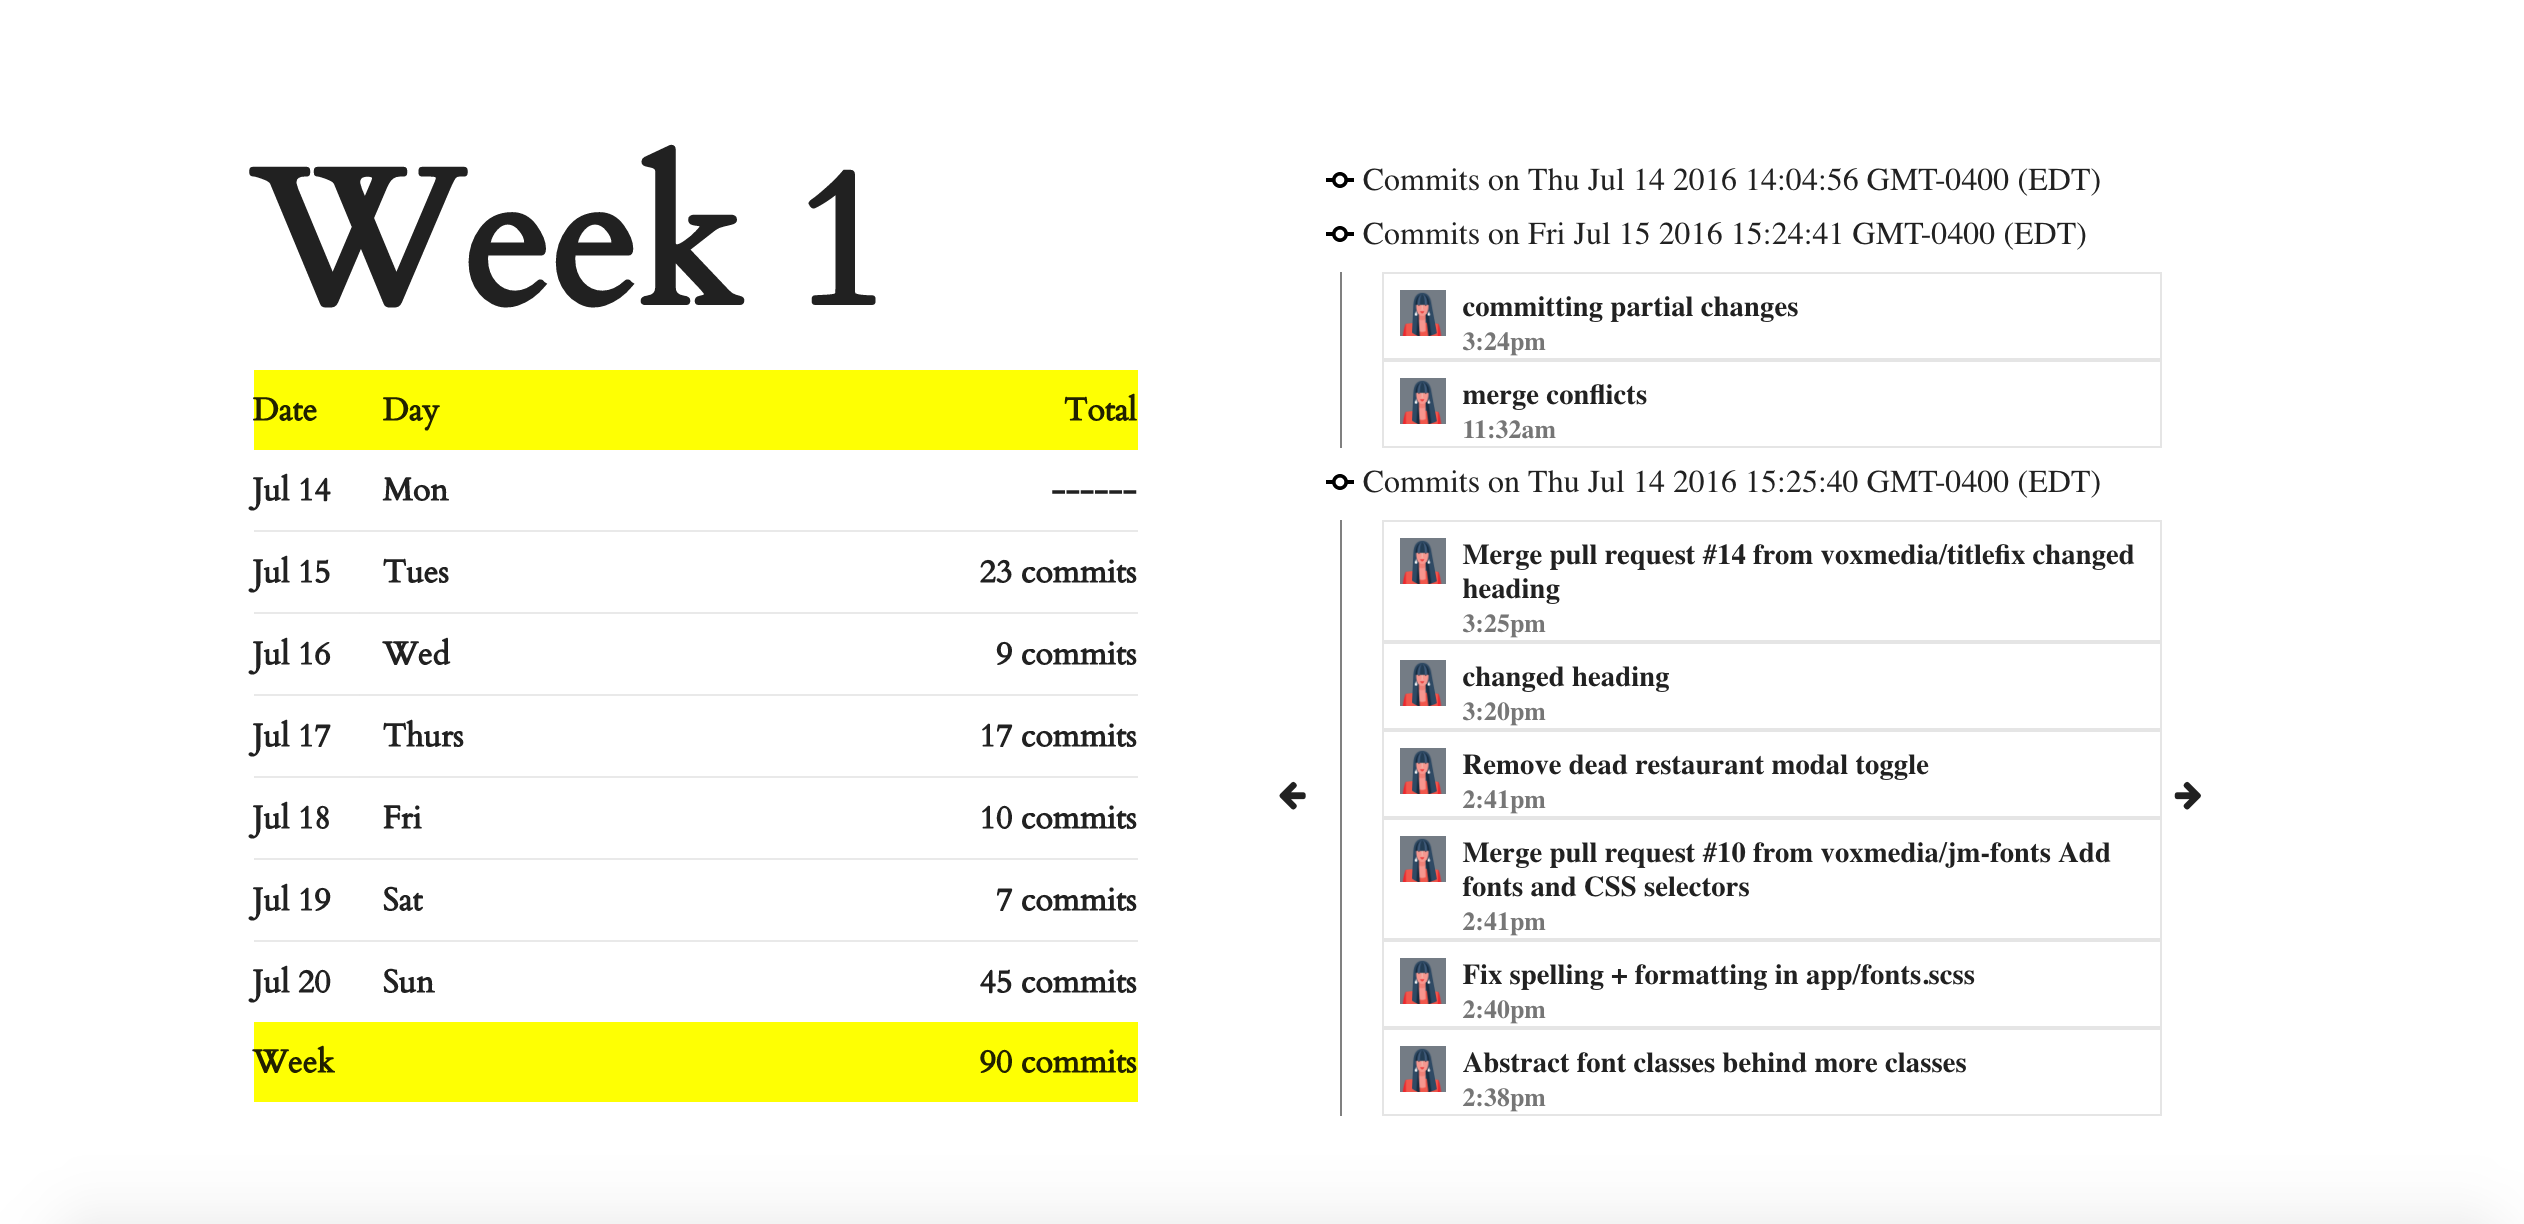 Week 1
Date Day Total
Jul 14 Mon ------
Jul 15 Tues 23 commits
Jul 16 Wed 9 commits
Jul 17 Thurs 17 commits
Jul 18 Fri 10 commits
Jul 19 Sat 7 commits
Jul 20 Sun 45 commits
Week 90 commits
Commits on Thu Jul 14 2016 14:04:56 GMT-0400 (EDT)
Commits on Fri Jul 15 2016 15:24:41 GMT-0400 (EDT)
committing partial changes
3:24pm
merge conflicts
11:32am
Commits on Thu Jul 14 2016 15:25:40 GMT-0400 (EDT)
Merge pull request #14 from voxmedia/titlefix changed
heading
3:25pm
changed heading
3:20pm
Remove dead restaurant modal toggle
2:41pm
Merge pull request #10 from voxmedia/jm-fonts Add
fonts and CSS selectors
2:41pm
Fix spelling + formatting in app/fonts.scss
2:40pm
Abstract font classes behind more classes
2:38pm